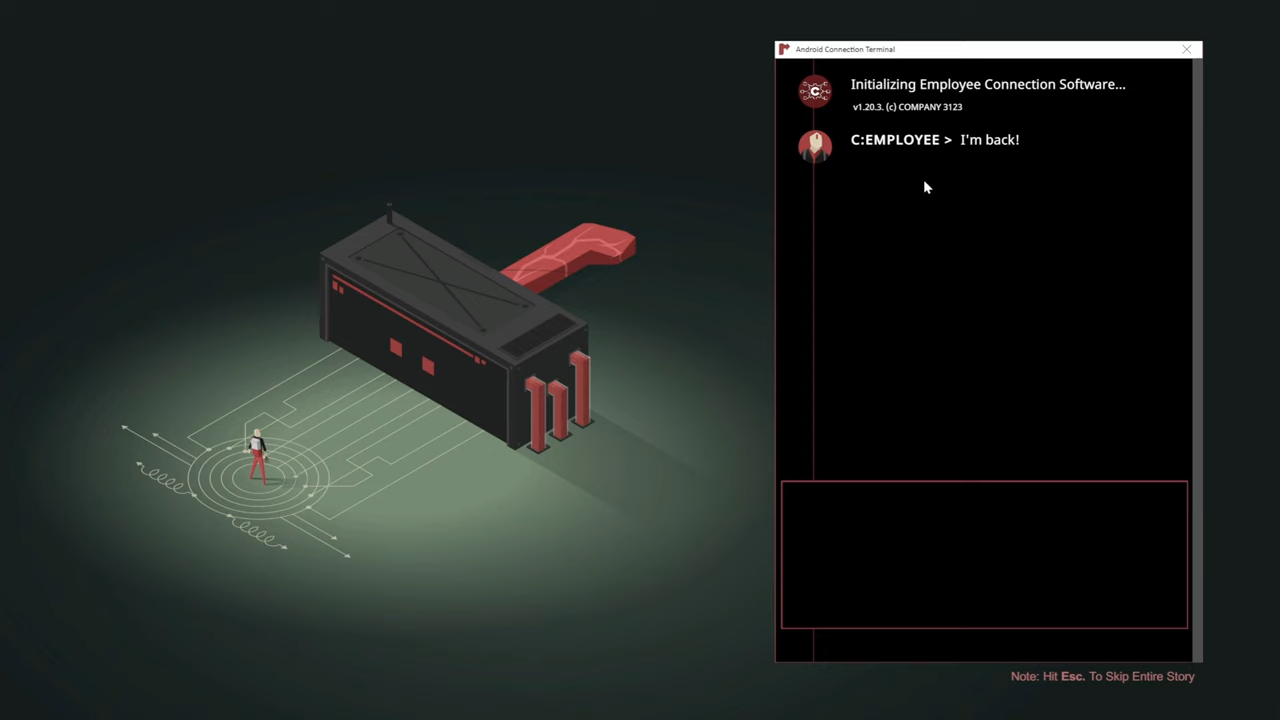 Android Connection Terminal
Initializing Employee Connection Software...
v1.20.3. (c) COMPANY 3123
C:EMPLOYEE > I'm back!
Note: Hit Esc. To Skip Entire Story